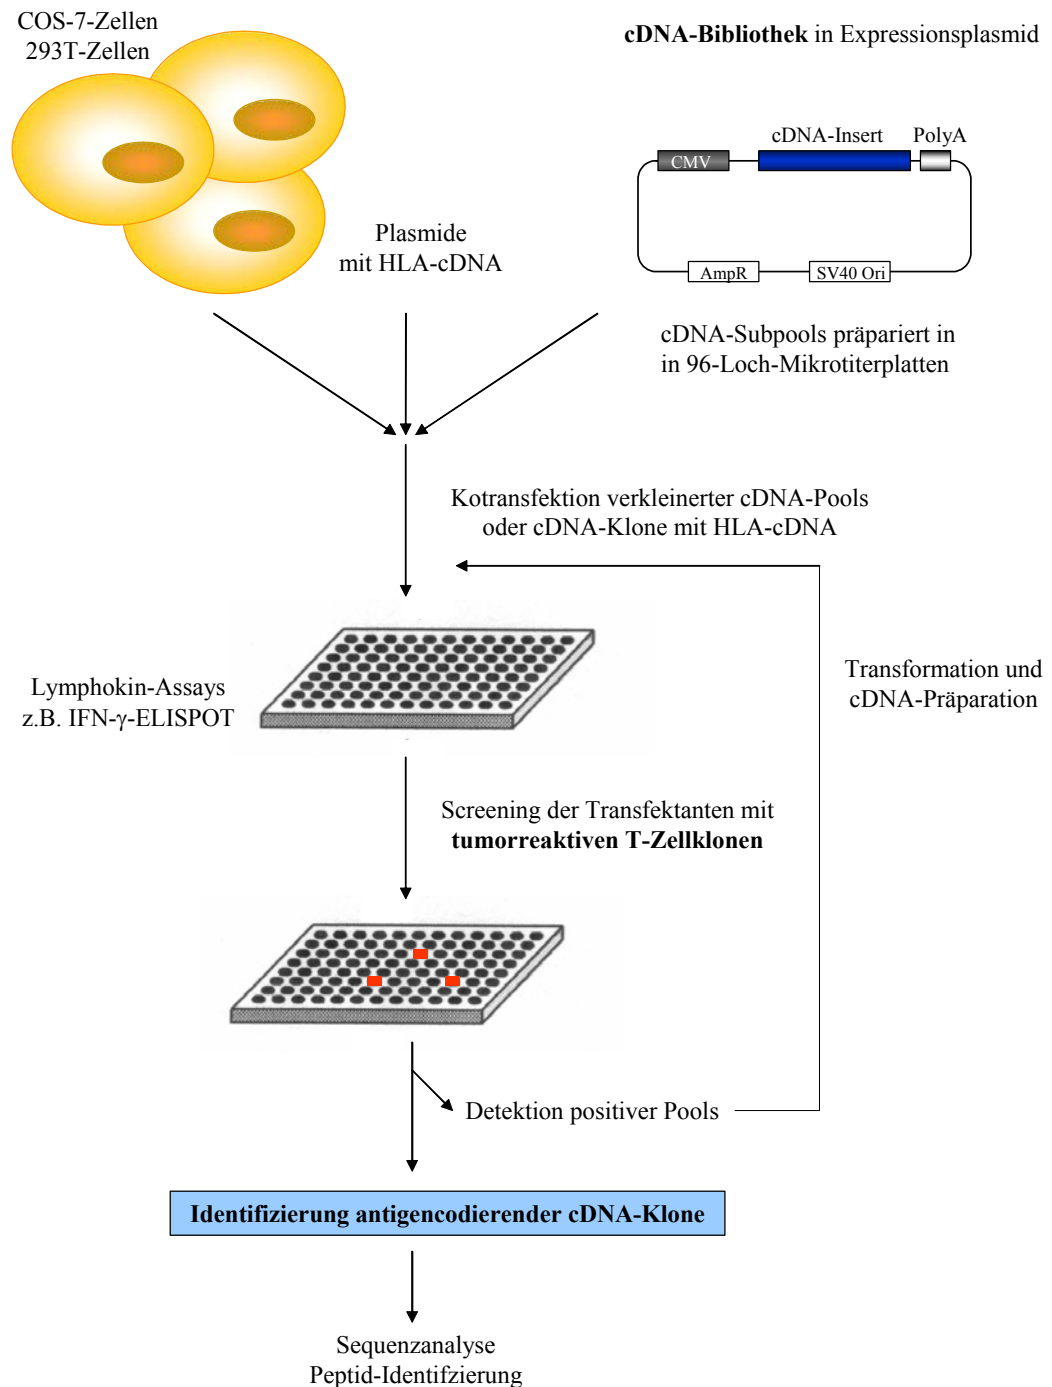 COS-7-Zellen
293T-Zellen
cDNA-Bibliothek in Expressionsplasmid
cDNA-Insert
PolyA
CMV
AmpR
SV40 Ori
Plasmide
mit HLA-cDNA
cDNA-Subpools präpariert in
in 96-Loch-Mikrotiterplatten
Kotransfektion verkleinerter cDNA-Pools
oder cDNA-Klone mit HLA-cDNA
Lymphokin-Assays
z.B. IFN-γ-ELISPOT
Transformation und
cDNA-Präparation
Screening der Transfektanten mit
tumorreaktiven T-Zellklonen
Detektion positiver Pools
Identifizierung antigencodierender cDNA-Klone
Sequenzanalyse
Peptid-Identifzierung